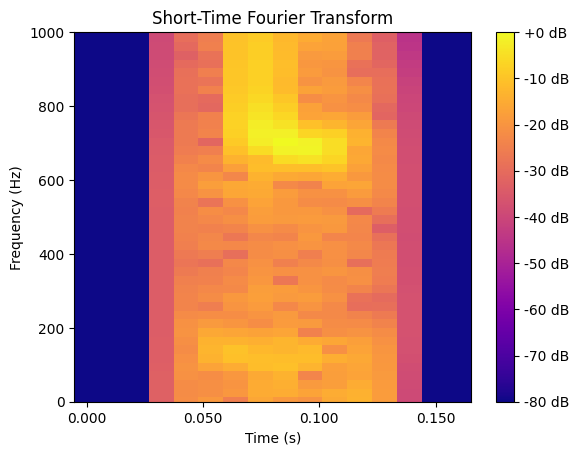 Short-Time Fourier Transform
1000
800
600
400
200
0
Frequency (Hz)
0.000
0.050
0.100
0.150
Time (s)
+0 dB
-10 dB
-20 dB
-30 dB
-40 dB
-50 dB
-60 dB
-70 dB
-80 dB